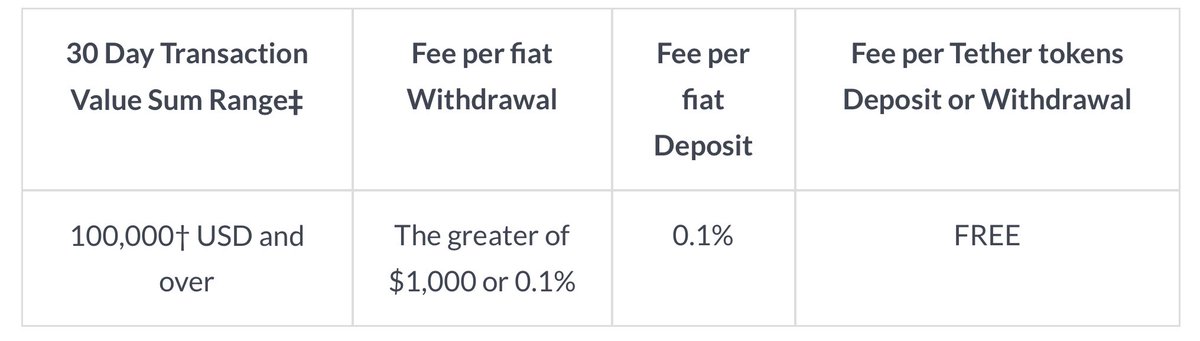 30 Day Transaction
Value Sum Range‡
Fee per fiat
Withdrawal
Fee per
fiat
Deposit
Fee per Tether tokens
Deposit or Withdrawal
100,000† USD and
over
The greater of
$1,000 or 0.1%
0.1%
FREE